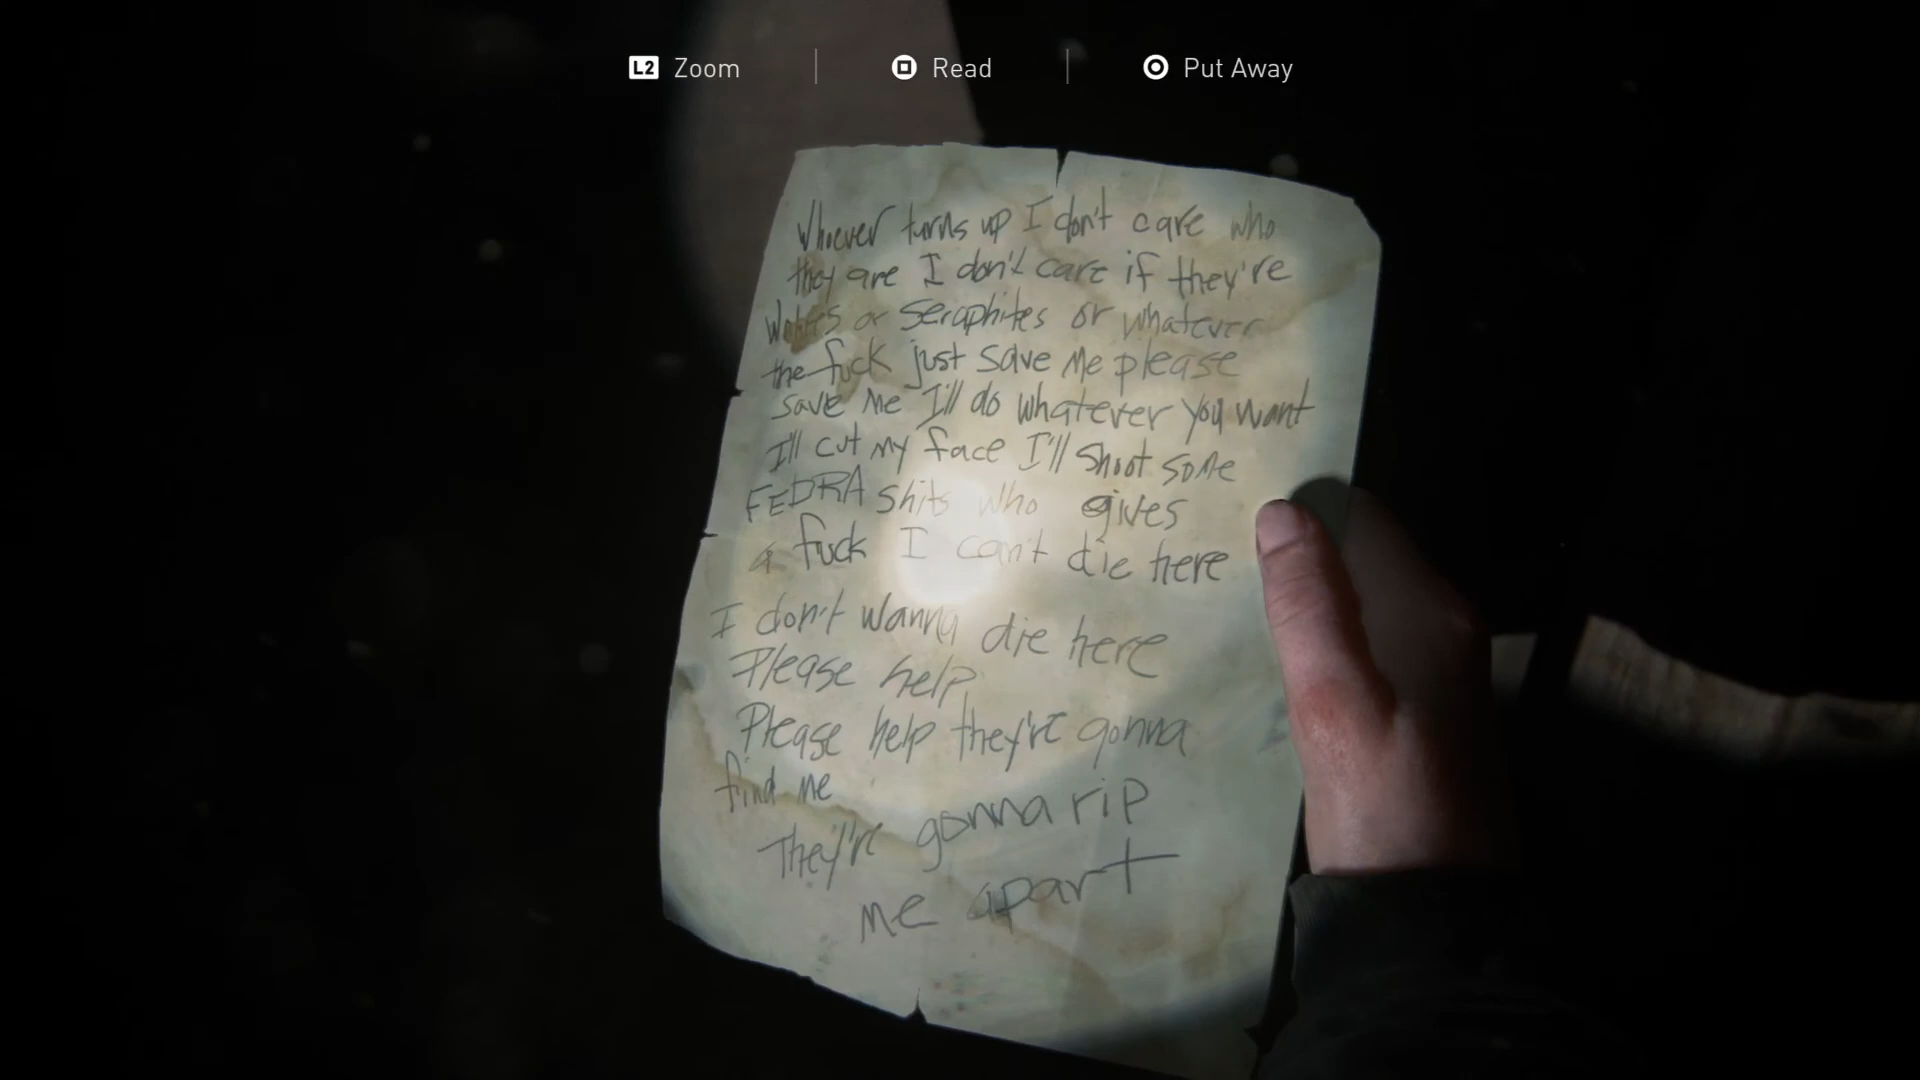 L2 Zoom | Read | Put Away
Whoever turns up I don't care who
they are I don't care if they're
Wolves or Seraphites or whatever
the fuck just save me please
save me I'll do whatever you want
I'll cut my face I'll shoot some
FEDRA shits who gives
a fuck I can't die here
I don't wanna die here
Please help
Please help they're gonna
find me
They're gonna rip
me apart